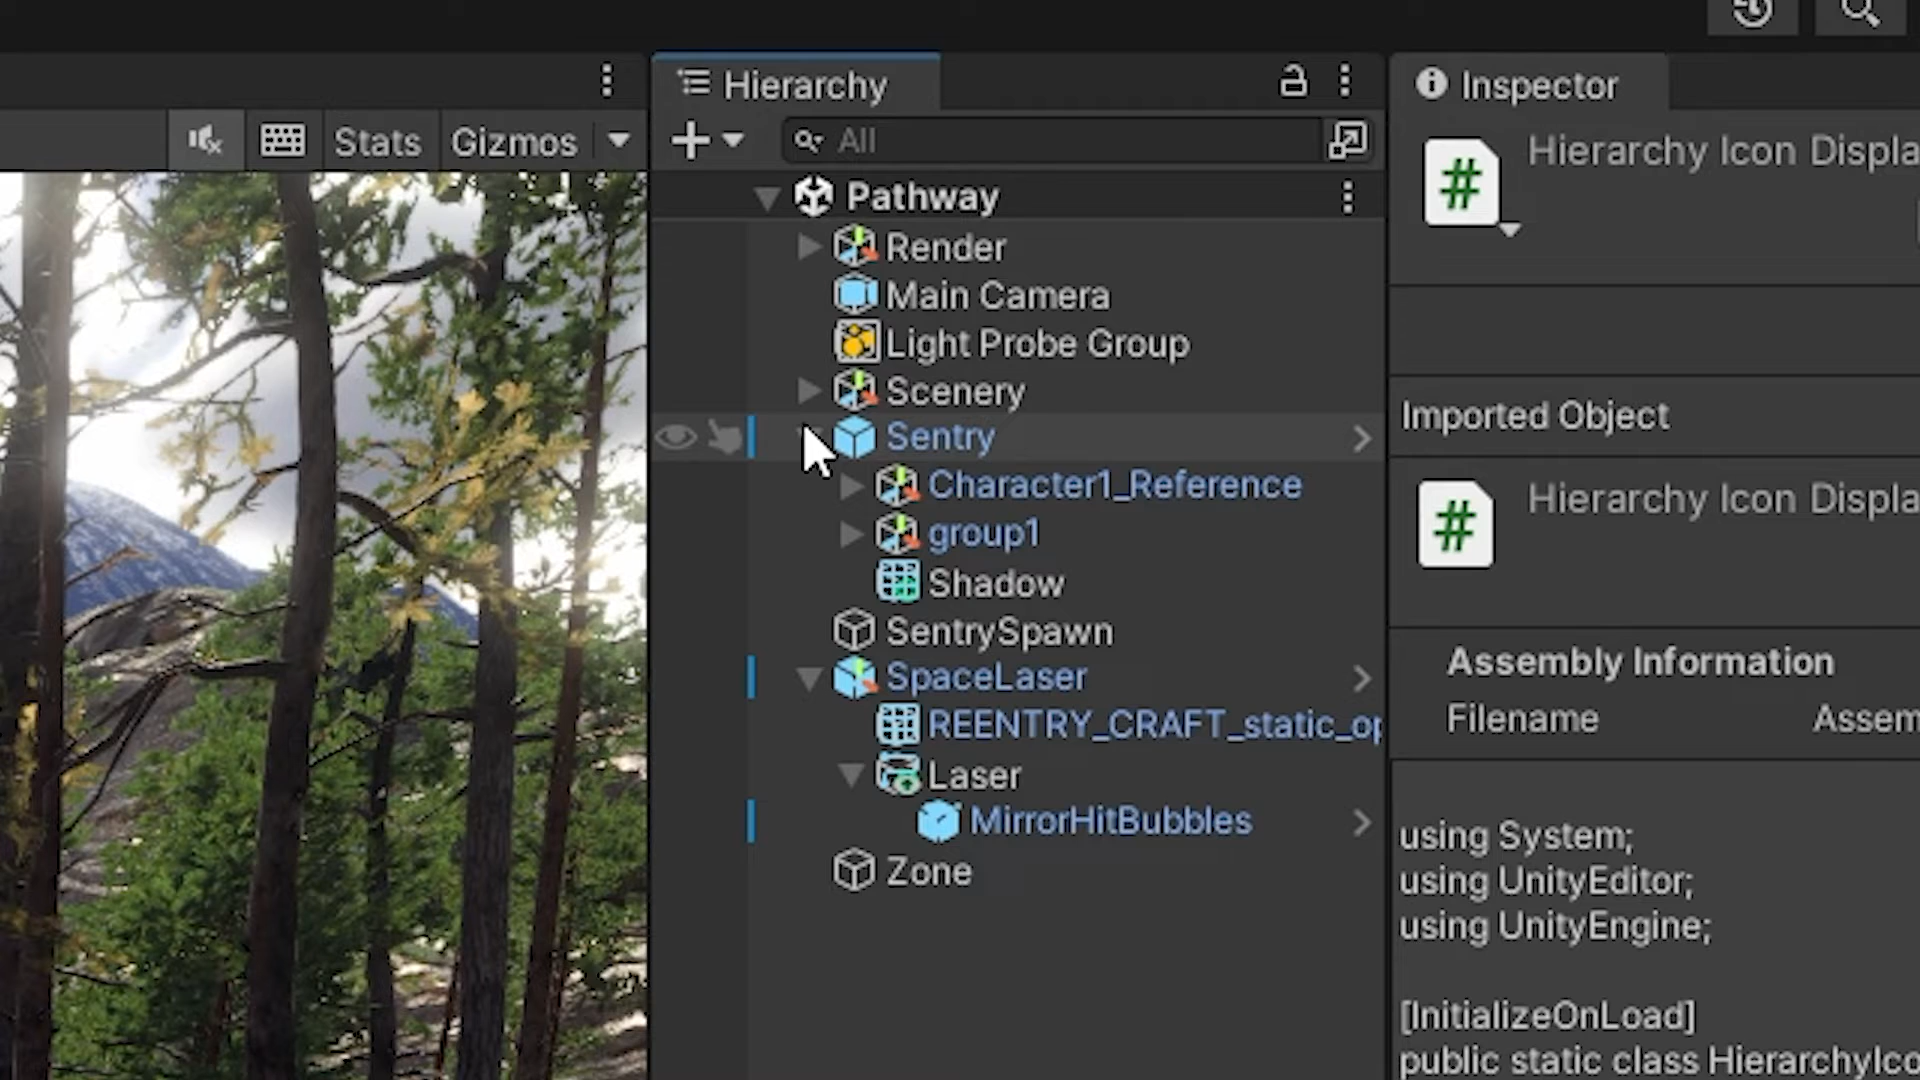 Stats
Gizmos
Hierarchy
All
Pathway
Render
Main Camera
Light Probe Group
Scenery
Sentry
Character1_Reference
group1
Shadow
SentrySpawn
SpaceLaser
REENTRY_CRAFT_static_op
Laser
MirrorHitBubbles
Zone
Inspector
#
Hierarchy Icon Displa
Imported Object
#
Hierarchy Icon Displa
Assembly Information
Filename Assem
using System;
using UnityEditor;
using UnityEngine;
[InitializeOnLoad]
public static class HierarchyIco